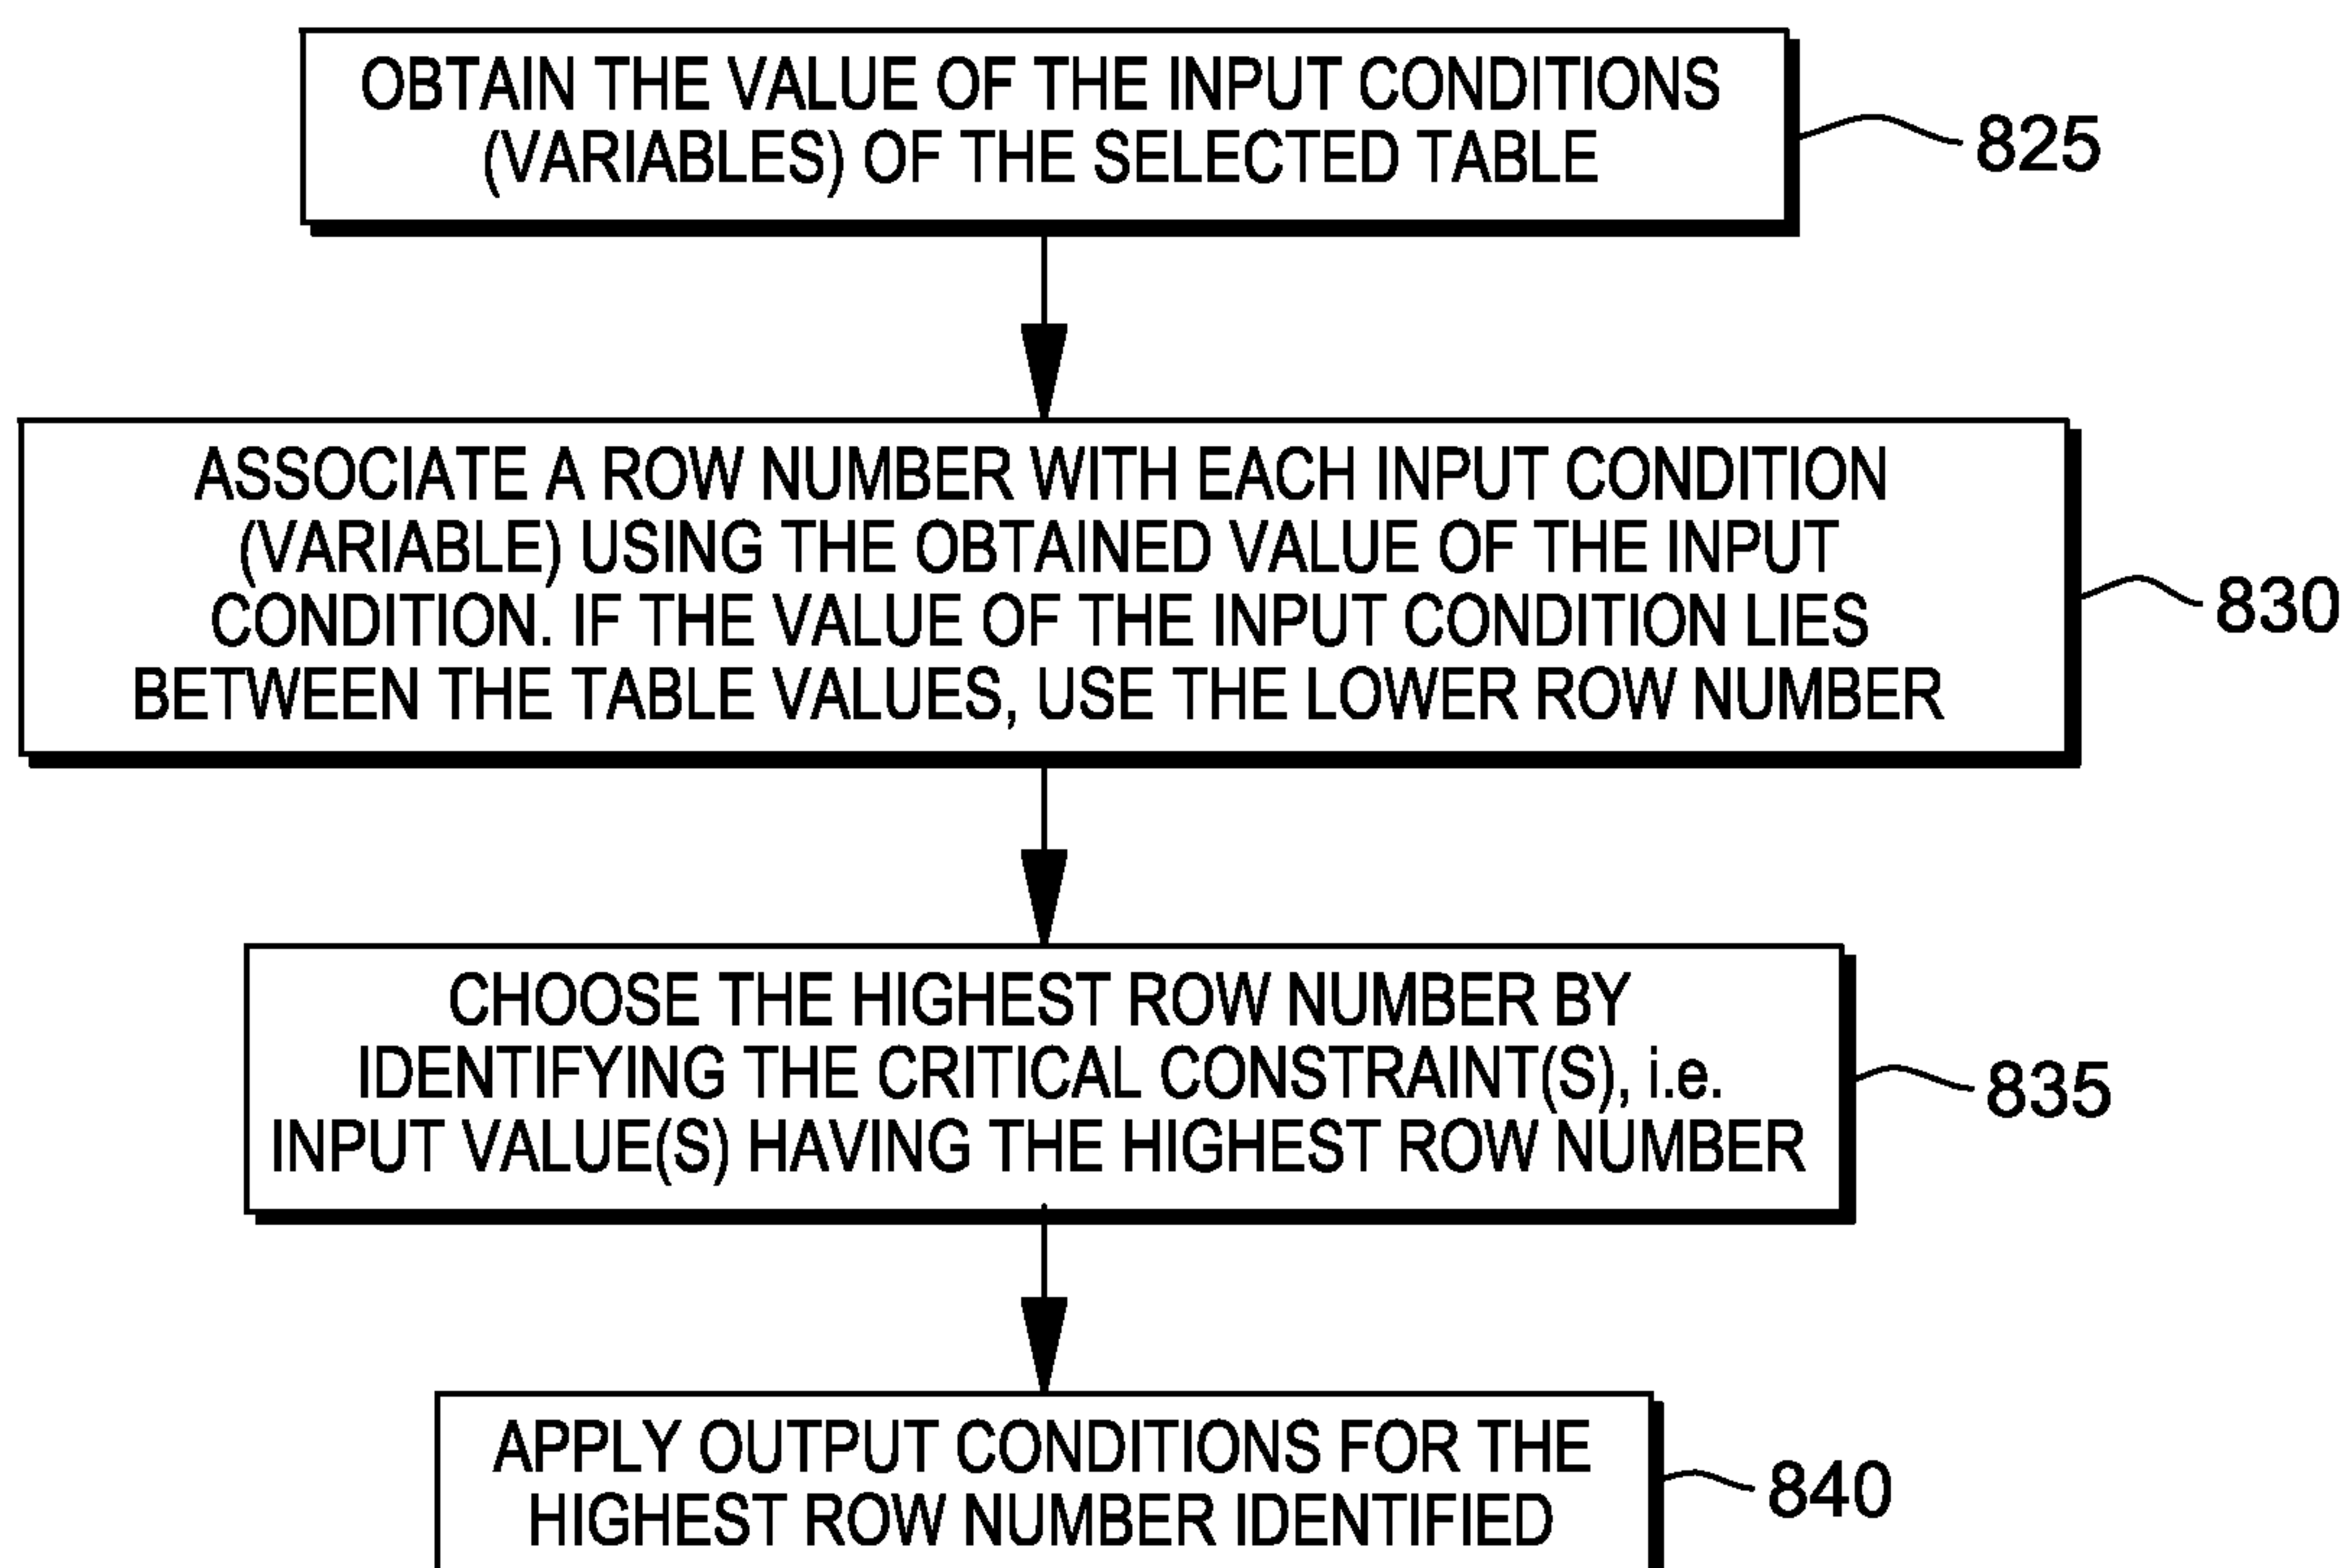 OBTAIN THE VALUE OF THE INPUT CONDITIONS
(VARIABLES) OF THE SELECTED TABLE
825
ASSOCIATE A ROW NUMBER WITH EACH INPUT CONDITION
(VARIABLE) USING THE OBTAINED VALUE OF THE INPUT
CONDITION. IF THE VALUE OF THE INPUT CONDITION LIES
BETWEEN THE TABLE VALUES, USE THE LOWER ROW NUMBER
830
CHOOSE THE HIGHEST ROW NUMBER BY
IDENTIFYING THE CRITICAL CONSTRAINT(S), i.e.
INPUT VALUE(S) HAVING THE HIGHEST ROW NUMBER
835
APPLY OUTPUT CONDITIONS FOR THE
HIGHEST ROW NUMBER IDENTIFIED
840